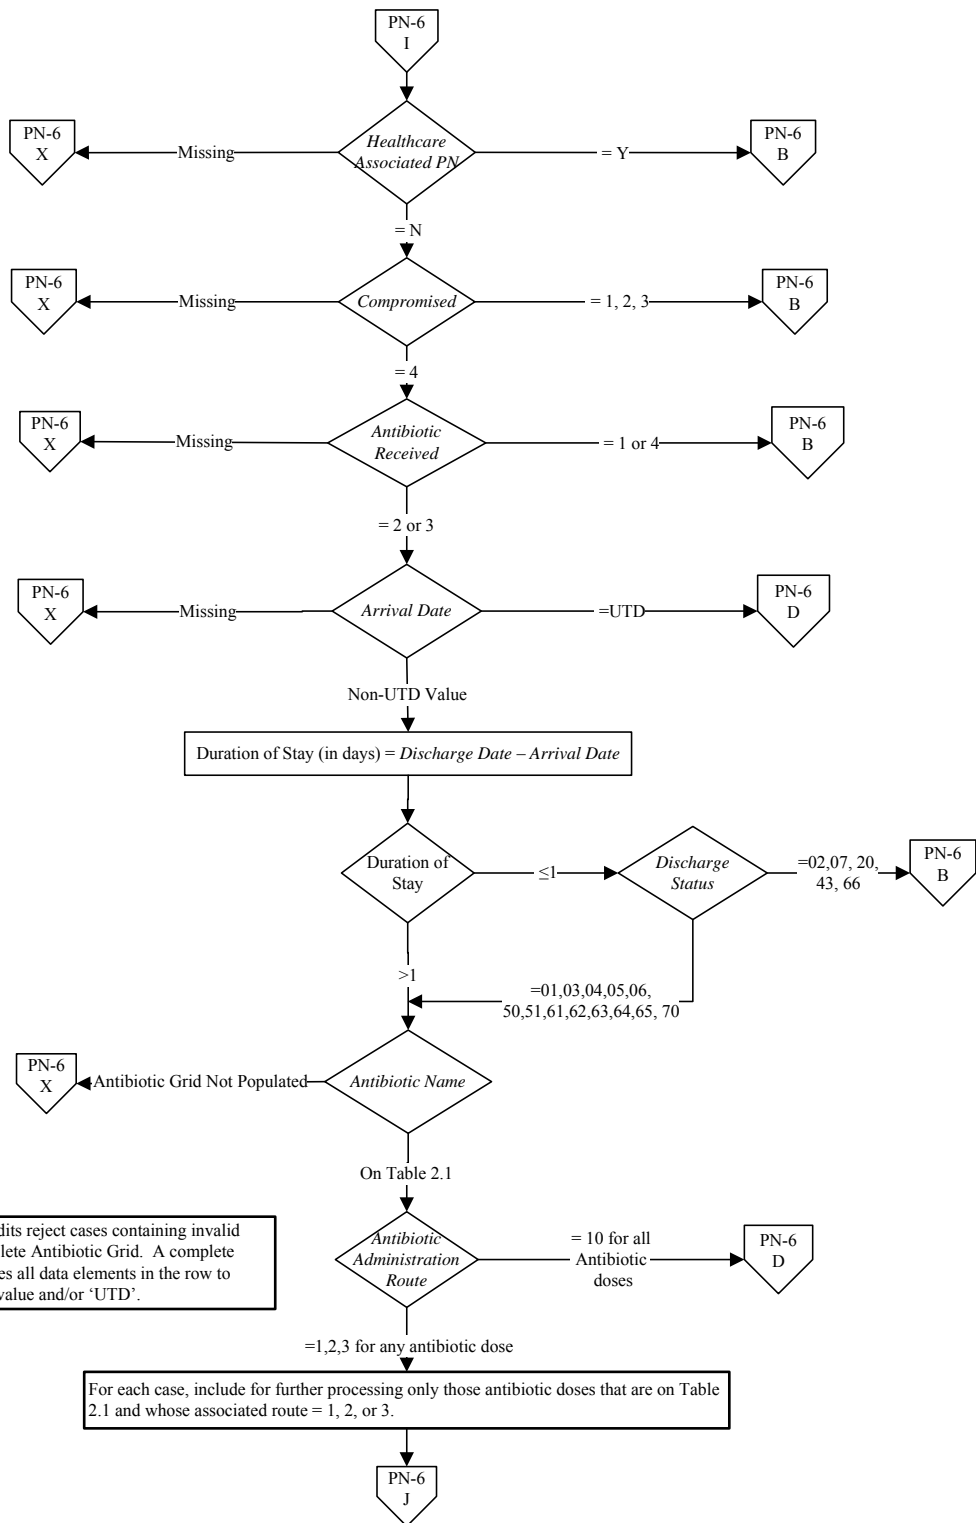 PN-6
I
PN-6
X
Missing
Healthcare
Associated PN
= Y
PN-6
B
= N
PN-6
X
Missing
Compromised
= 1, 2, 3
PN-6
B
= 4
PN-6
X
Missing
Antibiotic
Received
= 1 or 4
PN-6
B
= 2 or 3
PN-6
X
Missing
Arrival Date
=UTD
PN-6
D
Non-UTD Value
Duration of Stay (in days) = Discharge Date – Arrival Date
Duration of
Stay
≤1
Discharge
Status
=02,07, 20,
43, 66
PN-6
B
>1
=01,03,04,05,06,
50,51,61,62,63,64,65, 70
PN-6
X
Antibiotic Grid Not Populated
Antibiotic Name
On Table 2.1
dits reject cases containing invalid
lete Antibiotic Grid. A complete
es all data elements in the row to
value and/or ‘UTD’.
Antibiotic
Administration
Route
= 10 for all
Antibiotic
doses
PN-6
D
=1,2,3 for any antibiotic dose
For each case, include for further processing only those antibiotic doses that are on Table
2.1 and whose associated route = 1, 2, or 3.
PN-6
J